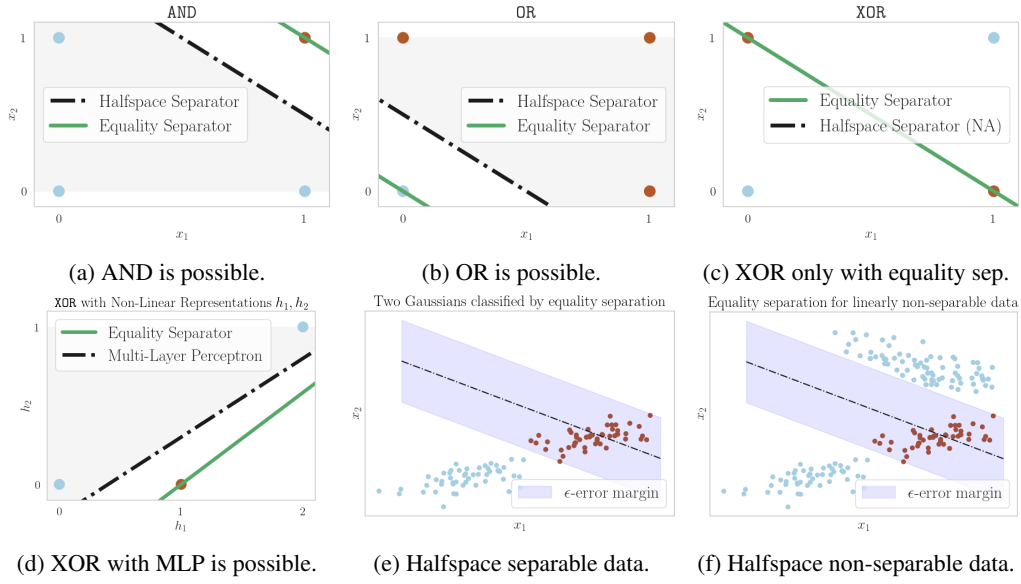 AND
1
0
x₂
Halfspace Separator
Equality Separator
0
1
x₁
(a) AND is possible.
OR
1
0
x₂
Halfspace Separator
Equality Separator
0
1
x₁
(b) OR is possible.
XOR
1
0
x₂
Equality Separator
Halfspace Separator (NA)
0
1
x₁
(c) XOR only with equality sep.
XOR with Non-Linear Representations h₁, h₂
1
0
h₂
Equality Separator
Multi-Layer Perceptron
0
1
2
h₁
(d) XOR with MLP is possible.
Two Gaussians classified by equality separation
x₂
ϵ-error margin
x₁
(e) Halfspace separable data.
Equality separation for linearly non-separable data
x₂
ϵ-error margin
x₁
(f) Halfspace non-separable data.